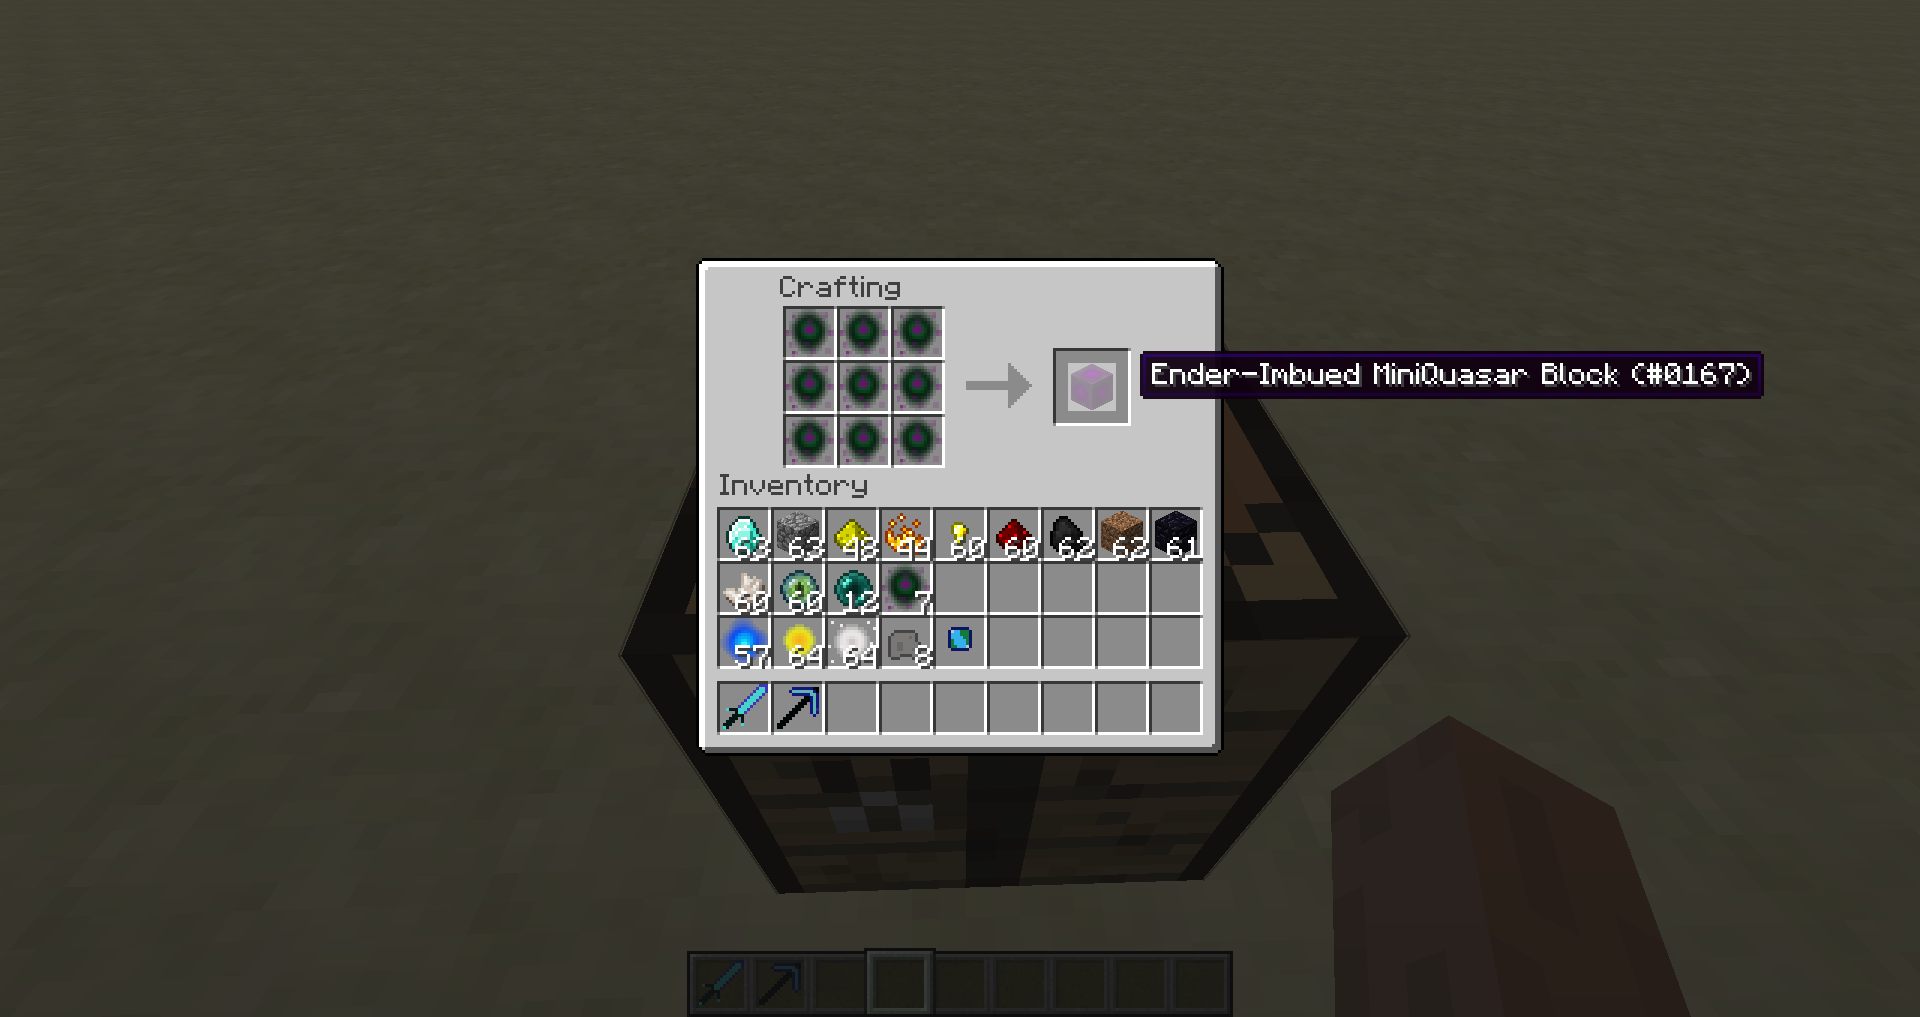 Crafting
Ender-Imbued MiniQuasar Block (#0167)
Inventory
63 63 48 44 60 60 62 62 61
60 60 12 7
57 64 64 8